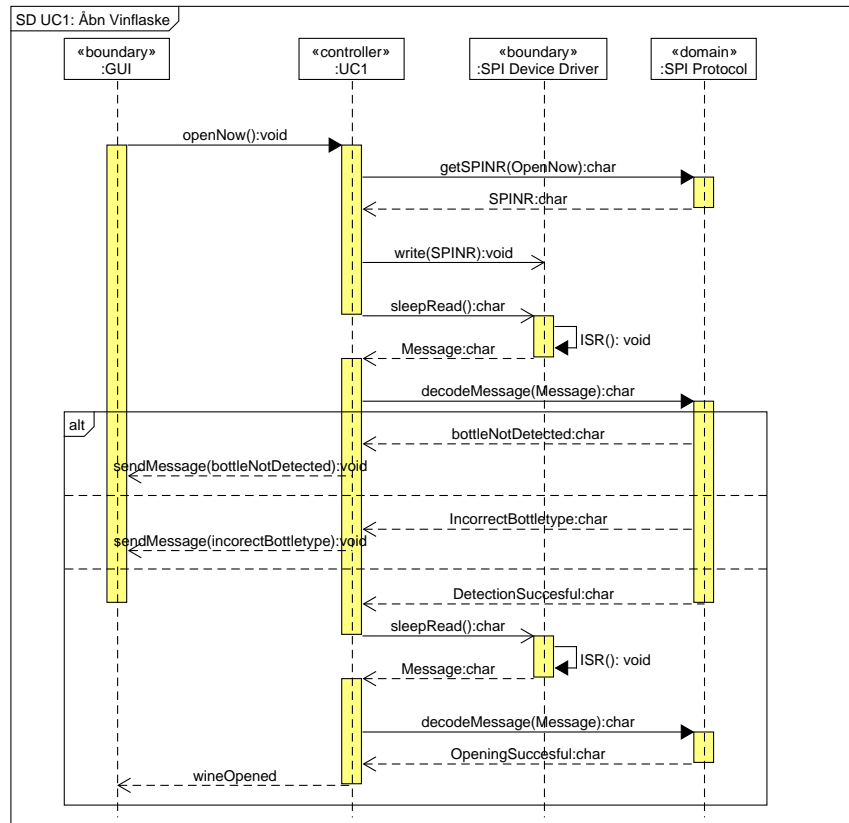 SD UC1: Åbn Vinflaske
«boundary»
:GUI
«controller»
:UC1
«boundary»
:SPI Device Driver
«domain»
:SPI Protocol
openNow():void
getSPINR(OpenNow):char
SPINR:char
write(SPINR):void
sleepRead():char
ISR(): void
Message:char
decodeMessage(Message):char
alt
bottleNotDetected:char
sendMessage(bottleNotDetected):void
IncorrectBottletype:char
sendMessage(incorectBottletype):void
DetectionSuccesful:char
sleepRead():char
ISR(): void
Message:char
decodeMessage(Message):char
OpeningSuccesful:char
wineOpened